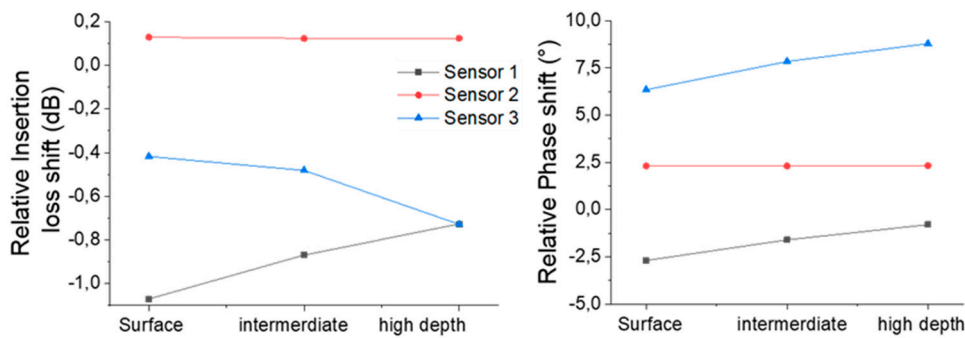 Relative Insertion
loss shift (dB)
0,2
0,0
-0,2
-0,4
-0,6
-0,8
-1,0
Surface
intermerdiate
high depth
Sensor 1
Sensor 2
Sensor 3
Relative Phase shift (°)
10,0
7,5
5,0
2,5
0,0
-2,5
-5,0
Surface
intermerdiate
high depth